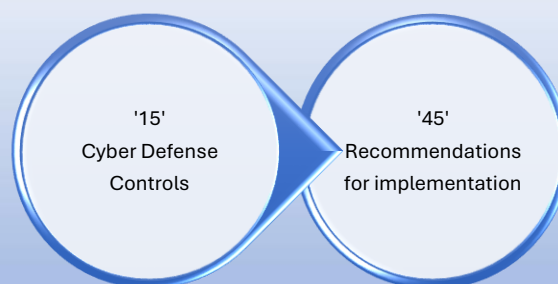 '15'
Cyber Defense
Controls
'45'
Recommendations
for implementation